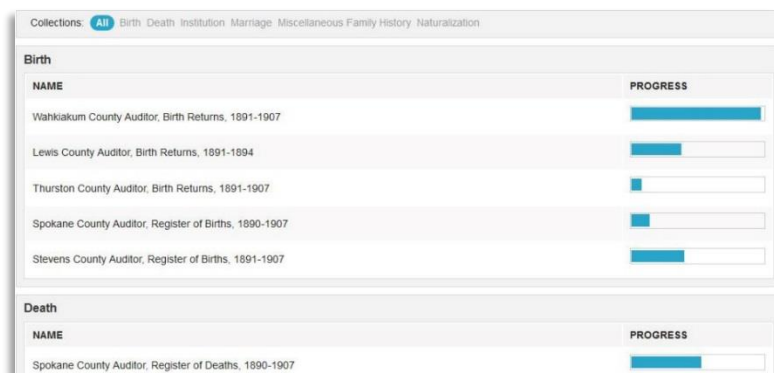 Collections: All Birth Death Institution Marriage Miscellaneous Family History Naturalization
Birth
NAME PROGRESS
Wahkiakum County Auditor, Birth Returns, 1891-1907
Lewis County Auditor, Birth Returns, 1891-1894
Thurston County Auditor, Birth Returns, 1891-1907
Spokane County Auditor, Register of Births, 1890-1907
Stevens County Auditor, Register of Births, 1891-1907
Death
NAME PROGRESS
Spokane County Auditor, Register of Deaths, 1890-1907